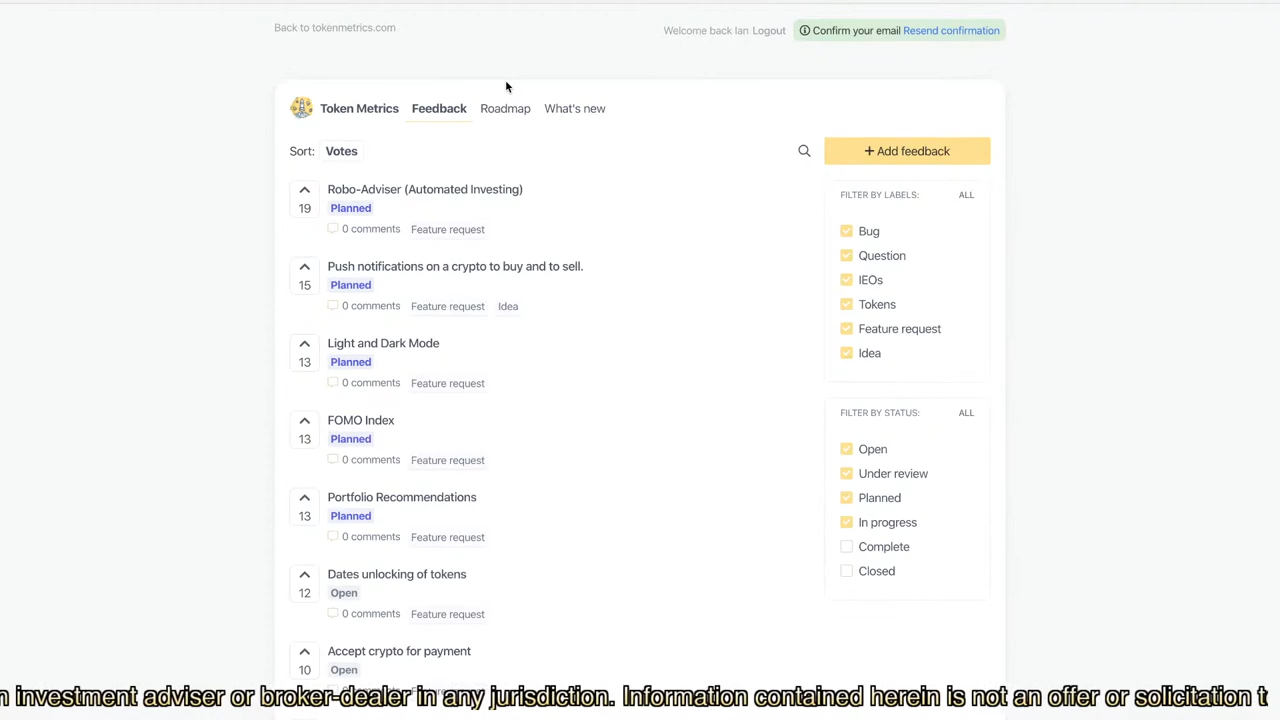 Back to tokenmetrics.com
Welcome back Ian Logout
Confirm your email Resend confirmation
Token Metrics Feedback Roadmap What's new
Sort: Votes
+ Add feedback
19
Robo-Adviser (Automated Investing)
Planned
0 comments Feature request
15
Push notifications on a crypto to buy and to sell.
Planned
0 comments Feature request Idea
13
Light and Dark Mode
Planned
0 comments Feature request
13
FOMO Index
Planned
0 comments Feature request
13
Portfolio Recommendations
Planned
0 comments Feature request
12
Dates unlocking of tokens
Open
0 comments Feature request
10
Accept crypto for payment
Open
FILTER BY LABELS: ALL
Bug
Question
IEOs
Tokens
Feature request
Idea
FILTER BY STATUS: ALL
Open
Under review
Planned
In progress
Complete
Closed
n investment adviser or broker-dealer in any jurisdiction. Information contained herein is not an offer or solicitation t